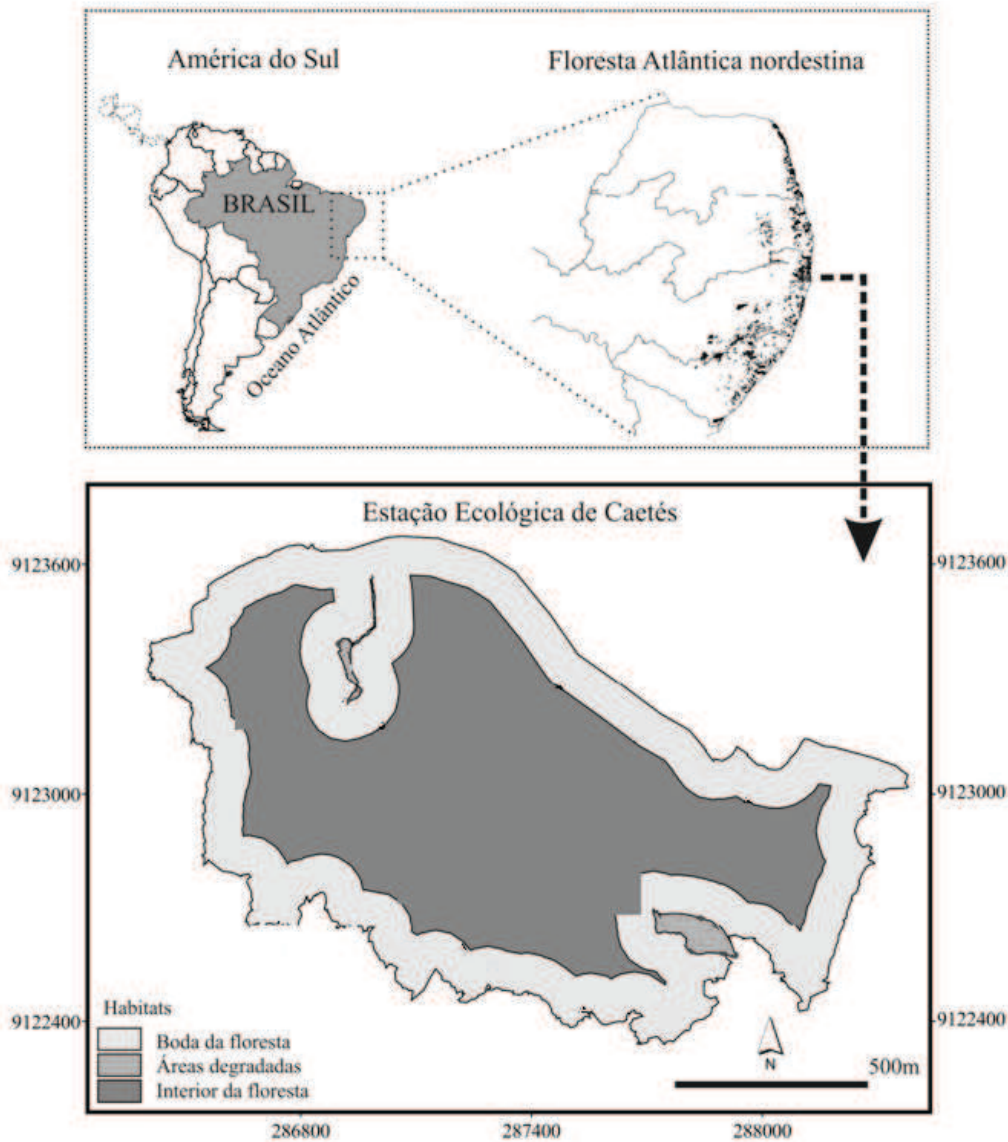 América do Sul
Floresta Atlântica nordestina
BRASIL
Oceano Atlântico
Estação Ecológica de Caetés
9123600
9123600
9123000
9123000
9122400
9122400
Habitats
Boda da floresta
Áreas degradadas
Interior da floresta
N
500m
286800
287400
288000